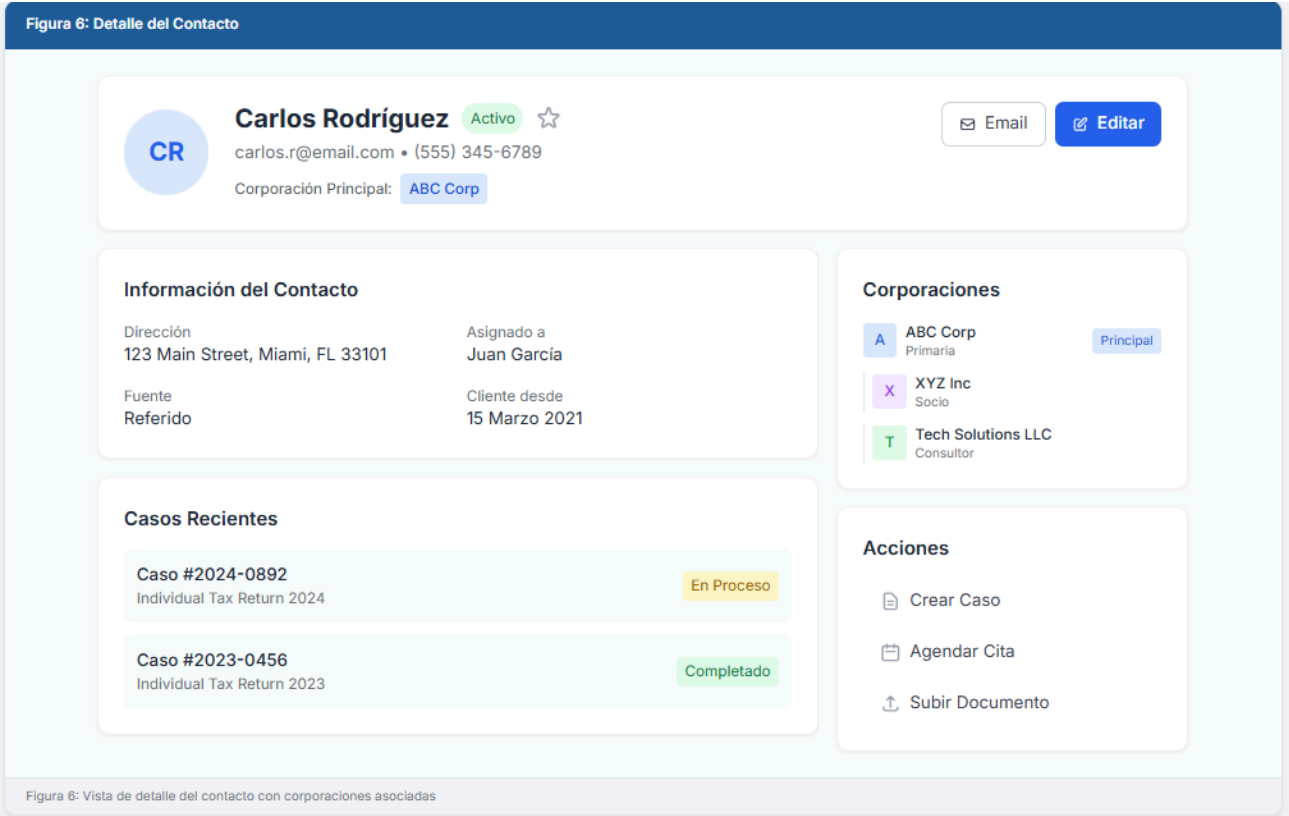 Figura 6: Detalle del Contacto
CR
Carlos Rodríguez Activo
carlos.r@email.com • (555) 345-6789
Corporación Principal: ABC Corp
Email
Editar
Información del Contacto
Dirección
123 Main Street, Miami, FL 33101
Asignado a
Juan García
Fuente
Referido
Cliente desde
15 Marzo 2021
Casos Recientes
Caso #2024-0892
Individual Tax Return 2024
En Proceso
Caso #2023-0456
Individual Tax Return 2023
Completado
Corporaciones
A
ABC Corp
Primaria
Principal
X
XYZ Inc
Socio
T
Tech Solutions LLC
Consultor
Acciones
Crear Caso
Agendar Cita
Subir Documento
Figura 6: Vista de detalle del contacto con corporaciones asociadas